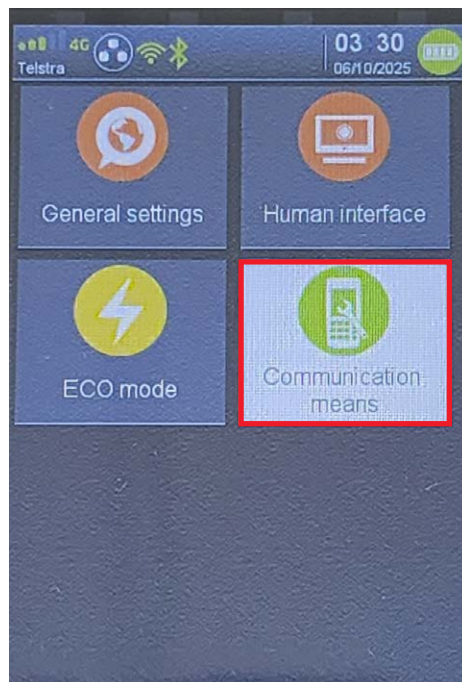 4G
Telstra
03 30
06/10/2025
General settings
Human interface
ECO mode
Communication
means